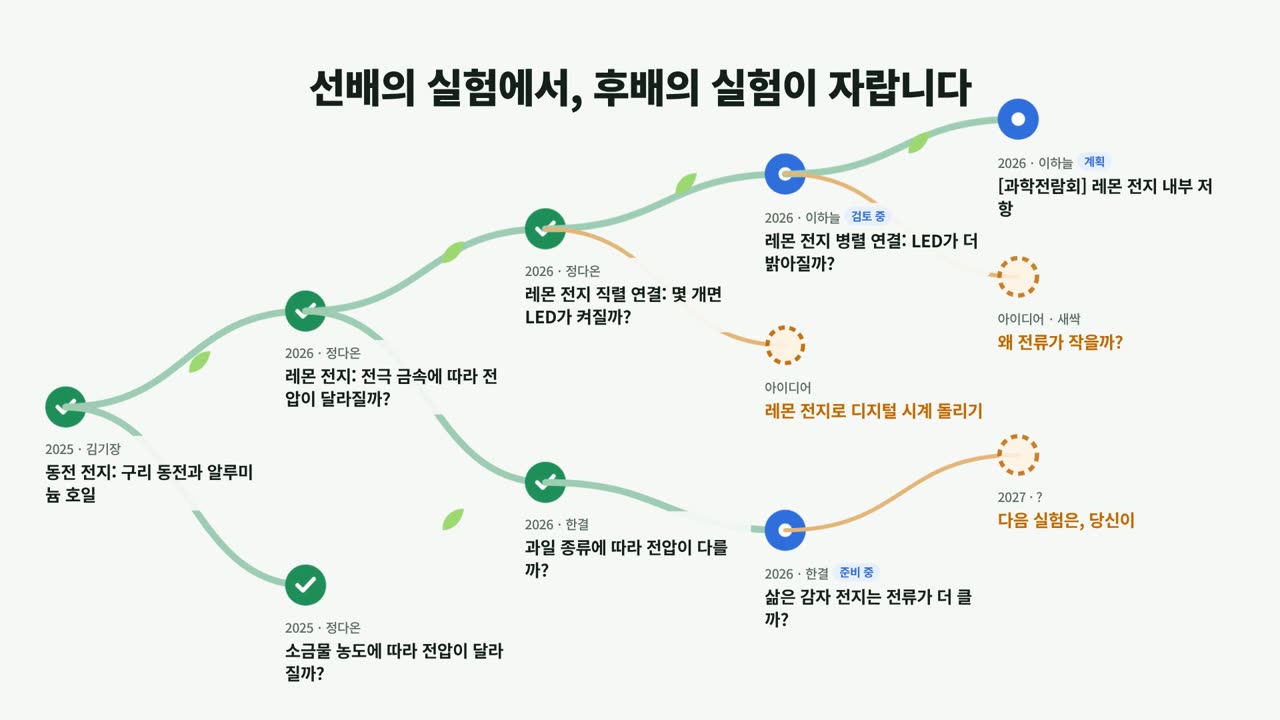 선배의 실험에서, 후배의 실험이 자랍니다
2026 · 이하늘 계획
[과학전람회] 레몬 전지 내부 저
항
2026 · 이하늘 검토 중
레몬 전지 병렬 연결: LED가 더
밝아질까?
2026 · 정다온
레몬 전지 직렬 연결: 몇 개면
LED가 켜질까?
아이디어 · 새싹
왜 전류가 작을까?
2026 · 정다온
레몬 전지: 전극 금속에 따라 전
압이 달라질까?
아이디어
레몬 전지로 디지털 시계 돌리기
2025 · 김기장
동전 전지: 구리 동전과 알루미
늄 호일
2027 · ?
다음 실험은, 당신이
2026 · 한결
과일 종류에 따라 전압이 다를
까?
2026 · 한결 준비 중
삶은 감자 전지는 전류가 더 클
까?
2025 · 정다온
소금물 농도에 따라 전압이 달라
질까?